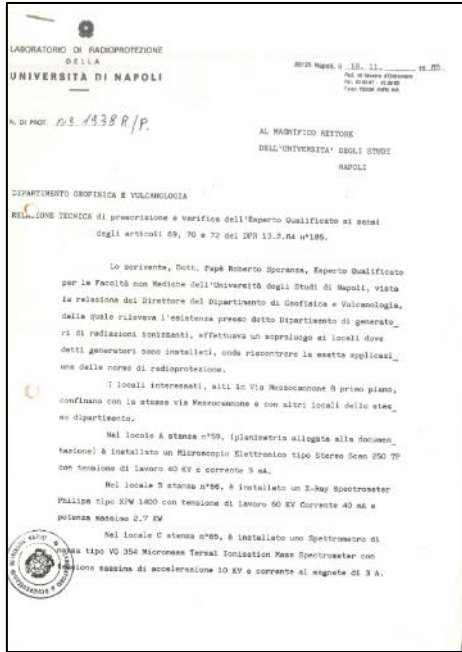 LABORATORIO DI RADIOPROTEZIONE
DELLA
UNIVERSITÀ DI NAPOLI
80125 Napoli, li 18. 11. 19 85.
N. DI PROT. n° 1938 R/P.
AL MAGNIFICO RETTORE
DELL'UNIVERSITA' DEGLI STUDI
NAPOLI
DIPARTIMENTO GEOFISICA E VULCANOLOGIA
RELAZIONE TECNICA di prescrizione e verifica dell'Esperto Qualificato ai sensi
degli articoli 69, 70 e 72 del DPR 13.2.64 n°185.
Lo scrivente, Dott. Papà Roberto Speranza, Esperto Qualificato
per le Facoltà non Mediche dell'Università degli Studi di Napoli, vista
la relazione del Direttore del Dipartimento di Geofisica e Vulcanologia,
dalla quale rilevava l'esistenza presso detto Dipartimento di generato_
ri di radiazioni ionizzanti, effettuava un sopraluogo ai locali dove
detti generatori sono installati, onde riscontrare la esatta applicazi_
one delle norme di radioprotezione.
I locali interessati, siti in Via Mezzocannone 8 primo piano,
confinano con la stessa via Mezzocannone e con altri locali dello stes_
so dipartimento.
Nel locale A stanza n°59, (planimetria allegata alla documen_
tazione) è installato un Microscopio Elettronico tipo Stereo Scan 250 TP
con tensione di lavoro 40 KV e corrente 3 mA.
Nel locale B stanza n°66, è installato un X-Ray Spectrometer
Philips tipo XPW 1400 con tensione di lavoro 60 KV Corrente 40 mA e
potenza massima 2.7 KW
Nel locale C stanza n°65, è installato uno Spettrometro di
massa tipo VG 354 Micromass Termal Ionisation Mass Spectrometer con
tensione massima di accelerazione 10 KV e corrente al magnete di 3 A.